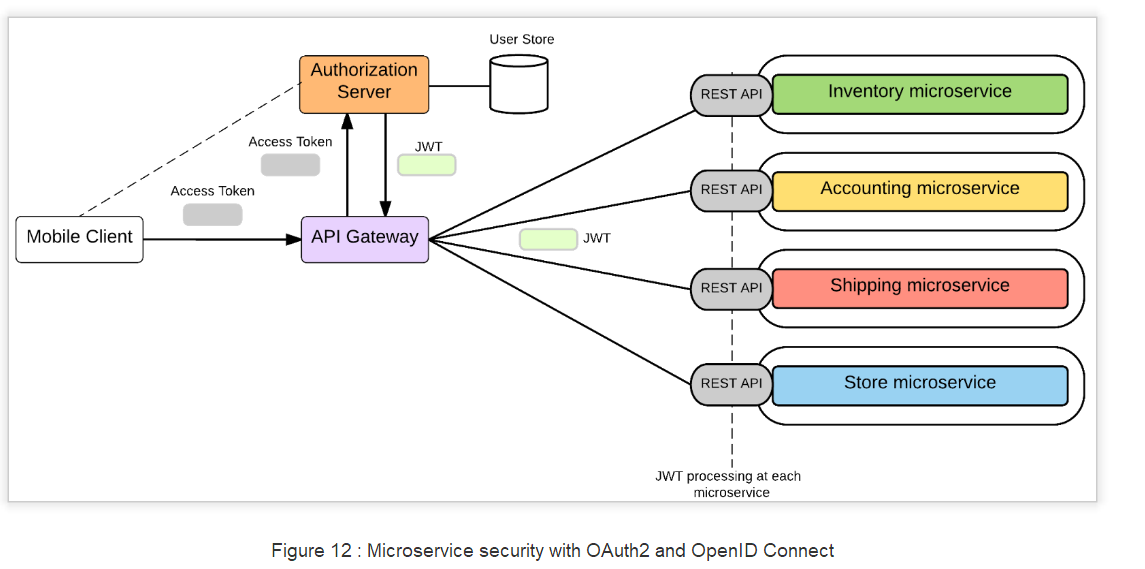 User Store
Authorization
Server
REST API
Inventory microservice
Access Token
JWT
Access Token
REST API
Accounting microservice
Mobile Client
API Gateway
JWT
REST API
Shipping microservice
REST API
Store microservice
JWT processing at each
microservice
Figure 12 : Microservice security with OAuth2 and OpenID Connect